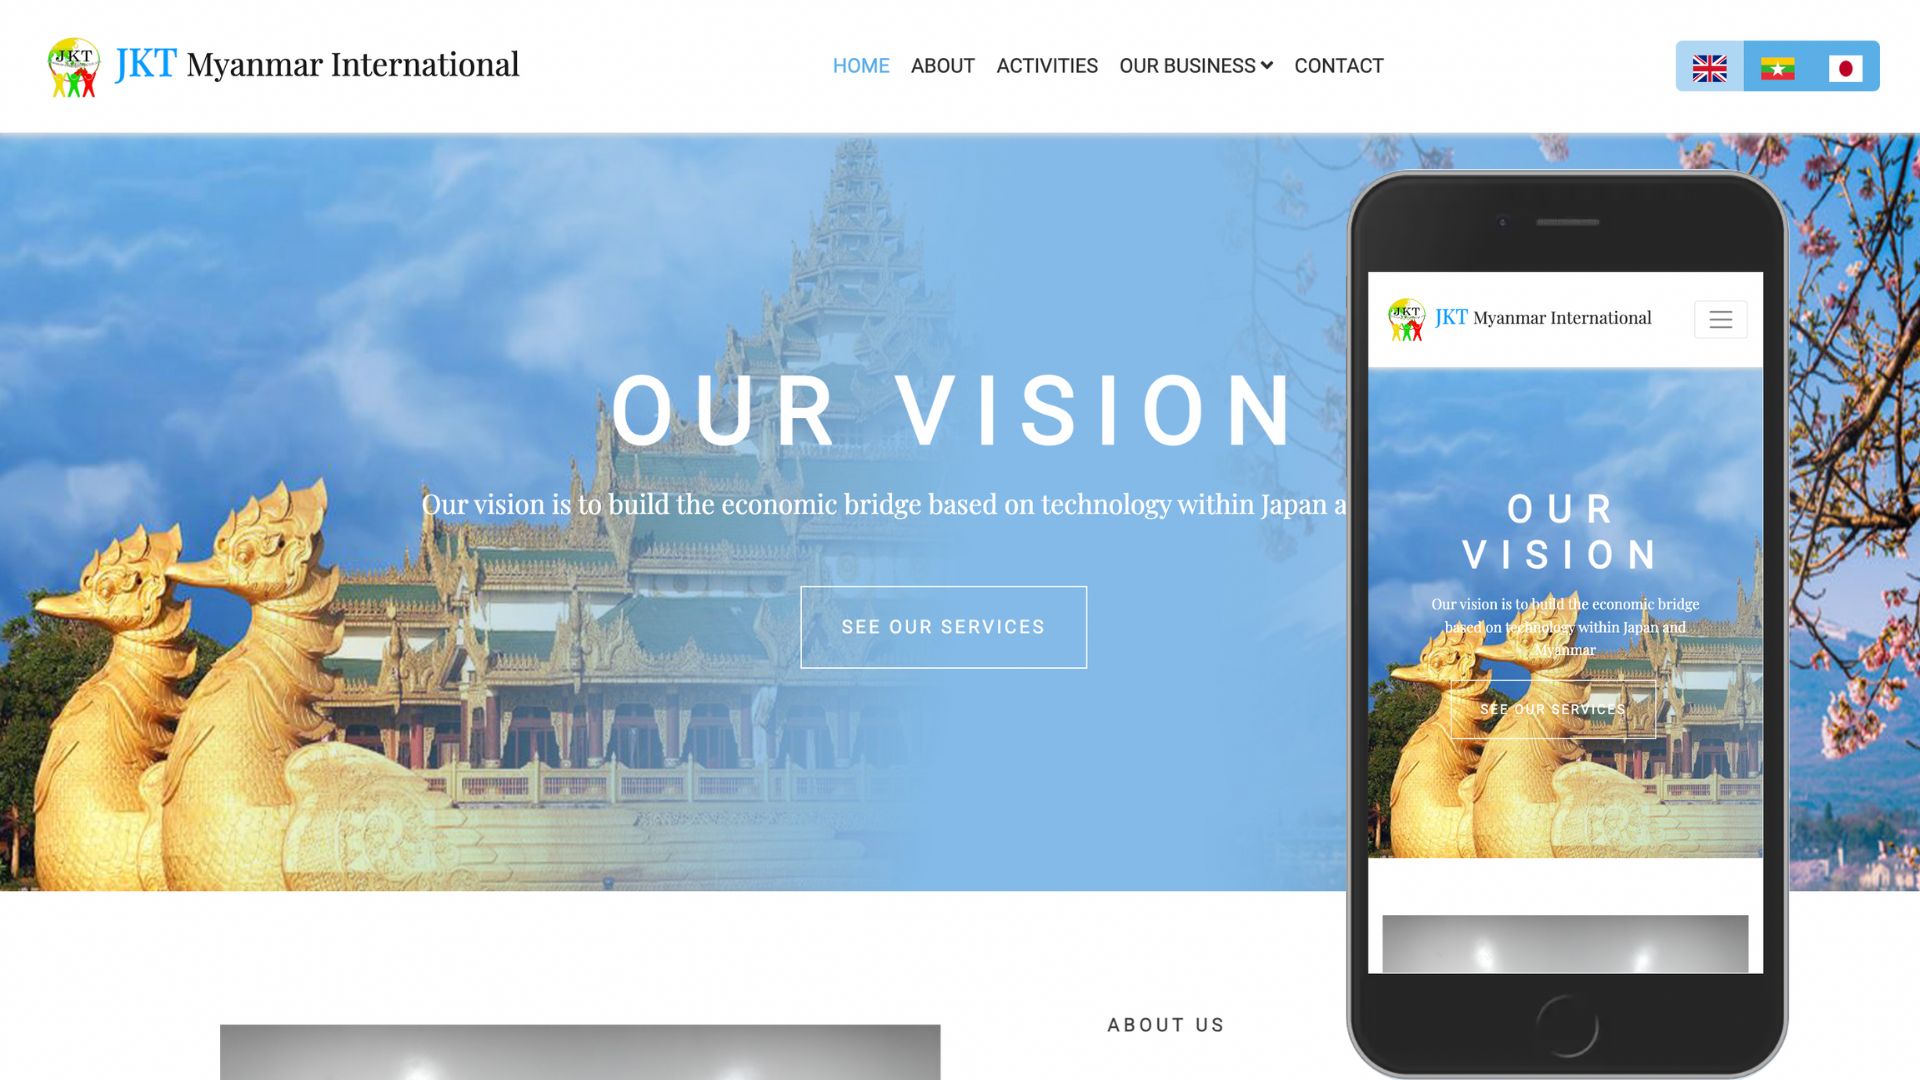 JKT
JKT Myanmar International
HOME ABOUT ACTIVITIES OUR BUSINESS CONTACT
OUR VISION
Our vision is to build the economic bridge based on technology within Japan a
SEE OUR SERVICES
ABOUT US
JKT
JKT Myanmar International
OUR
VISION
Our vision is to build the economic bridge
based on technology within Japan and
Myanmar
SEE OUR SERVICES